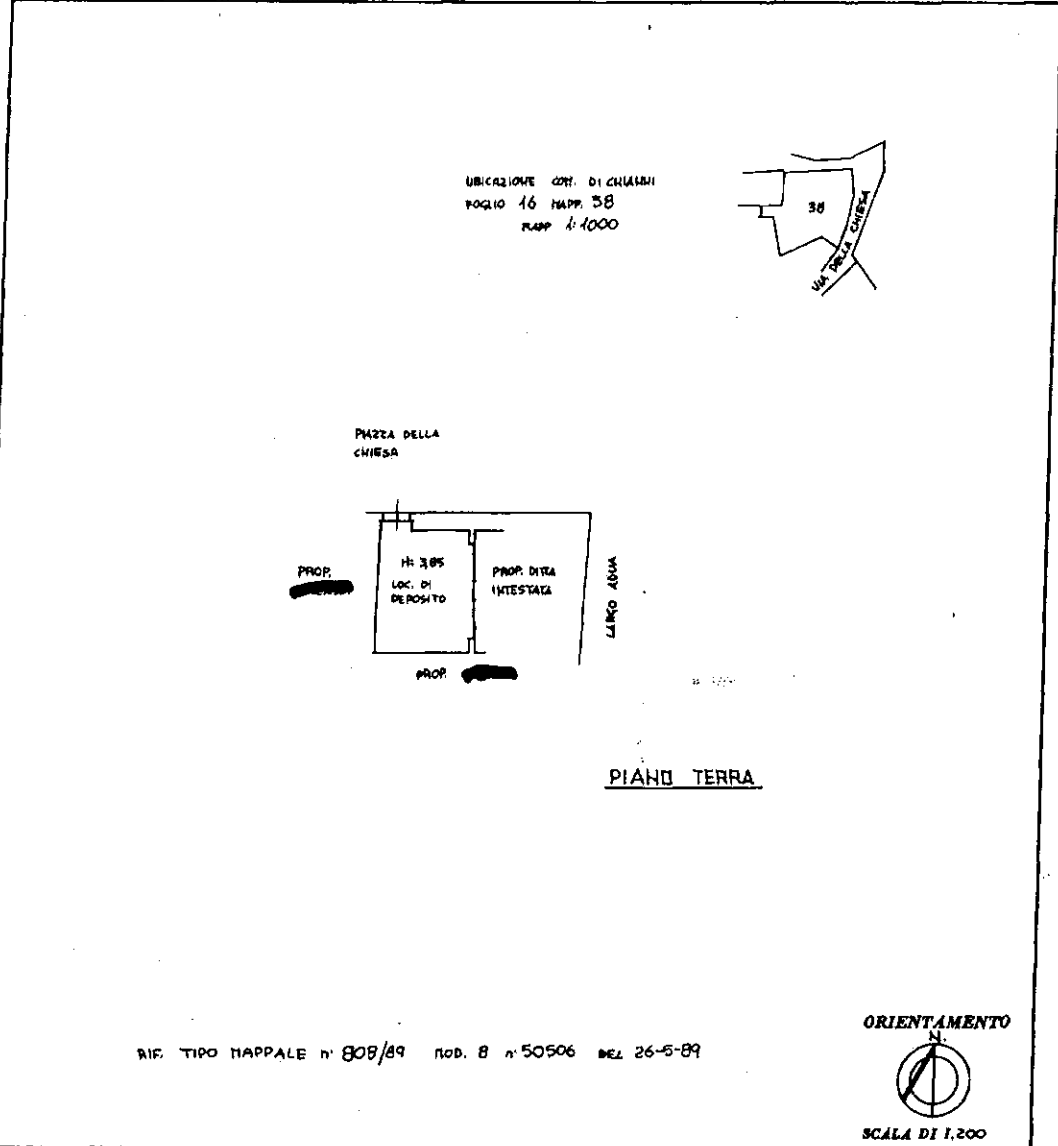 UBICAZIONE COM. DI CHIANNI
FOGLIO 16 MAPP. 38
RAPP 1:1000
38
VIA DELLA CHIESA
PIAZZA DELLA
CHIESA
PROP.
H: 3,85
LOC. DI
DEPOSITO
PROP. DITTA
INTESTATA
LARGO ADUA
PROP.
PIANO TERRA
RIF. TIPO MAPPALE n° 808/89 MOD. 8 n° 50506 DEL 26-5-89
ORIENTAMENTO
N.
SCALA DI 1,200